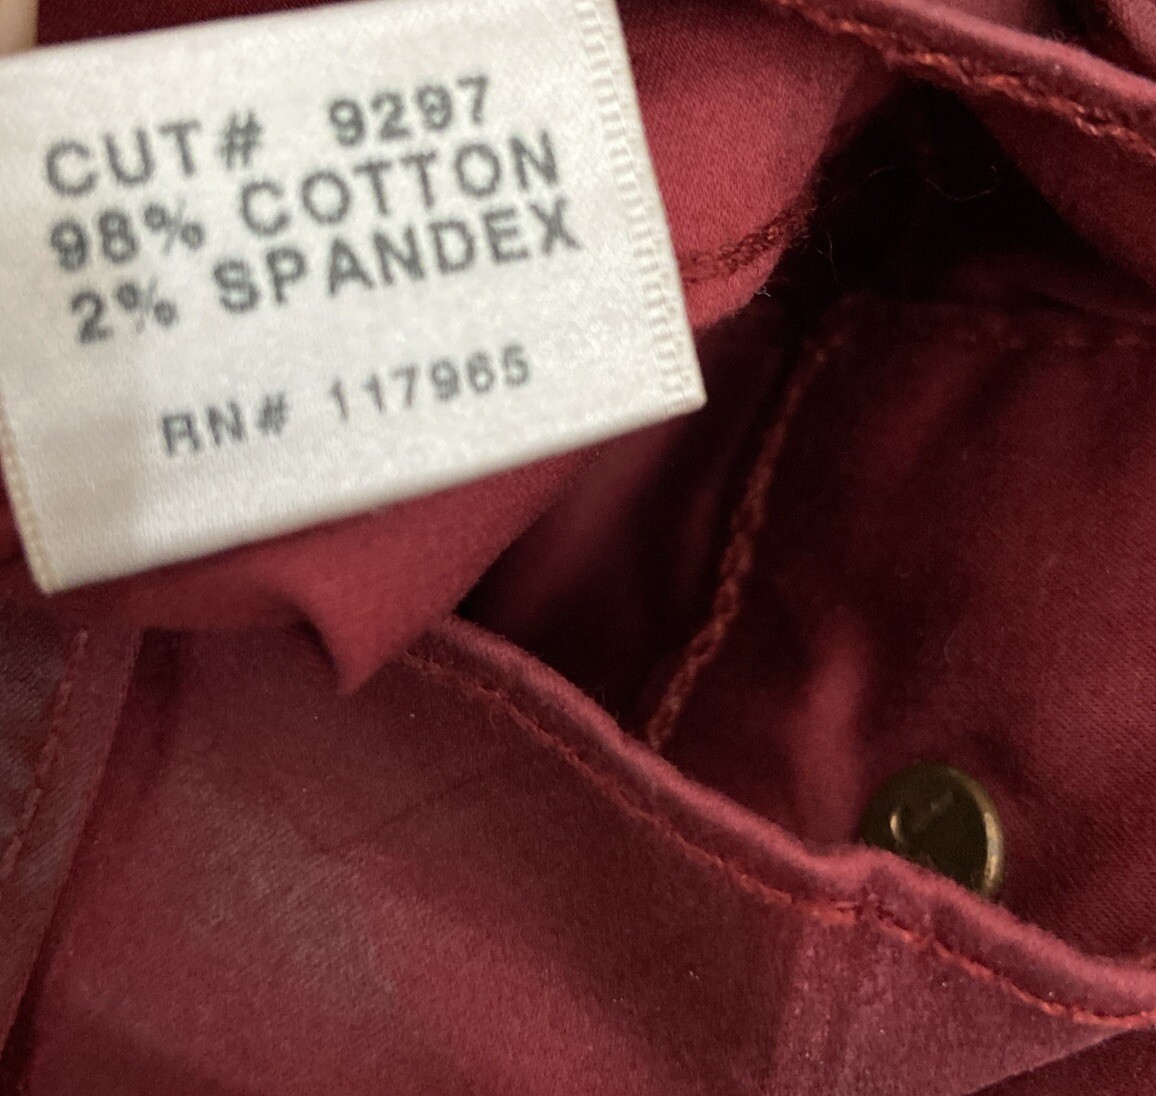 CUT# 9297
98% COTTON
2% SPANDEX
RN# 117965